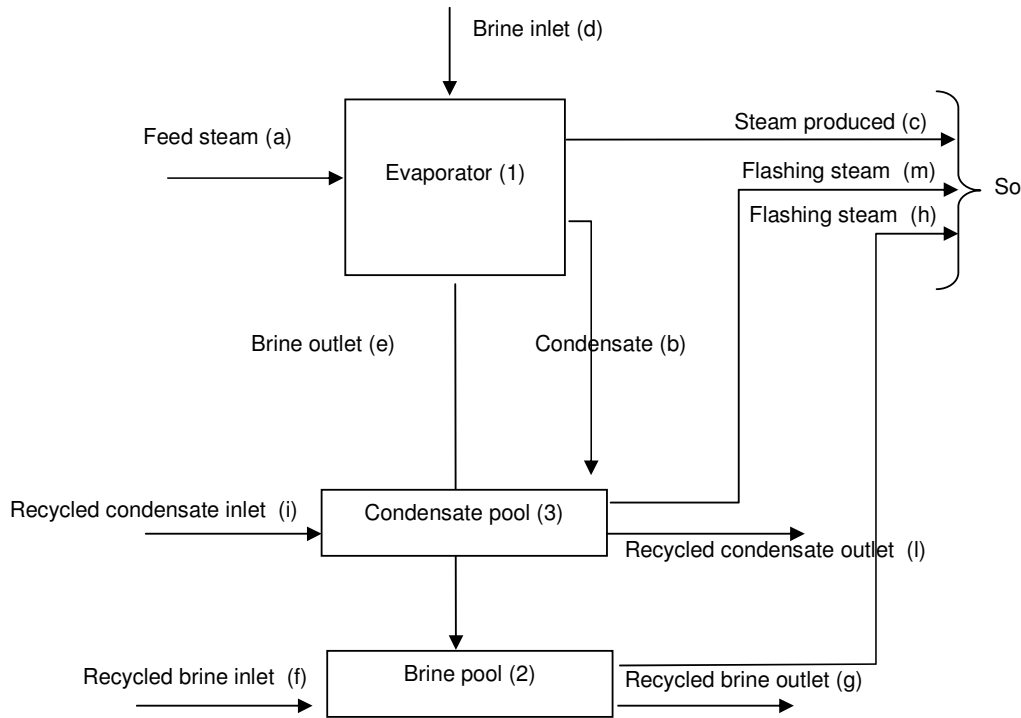 Brine inlet (d)
Feed steam (a)
Steam produced (c)
Evaporator (1)
Flashing steam (m)
So
Flashing steam (h)
Brine outlet (e)
Condensate (b)
Recycled condensate inlet (i)
Condensate pool (3)
Recycled condensate outlet (l)
Recycled brine inlet (f)
Brine pool (2)
Recycled brine outlet (g)